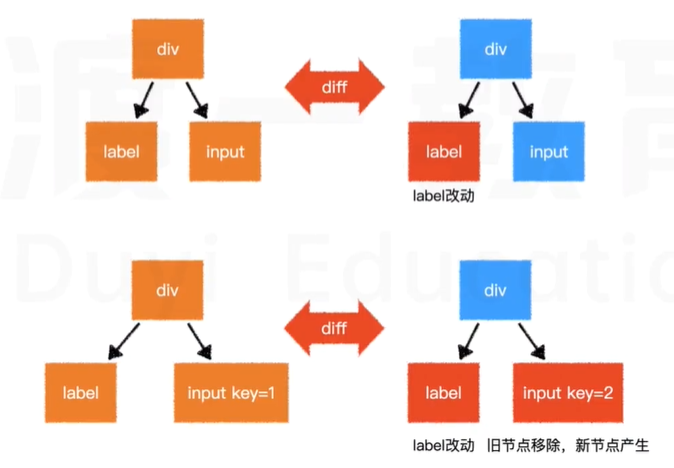 div
div
diff
label
input
label
input
label改动
渡一教育
Duyi Education
div
div
diff
label
input key=1
label
input key=2
label改动
旧节点移除，新节点产生